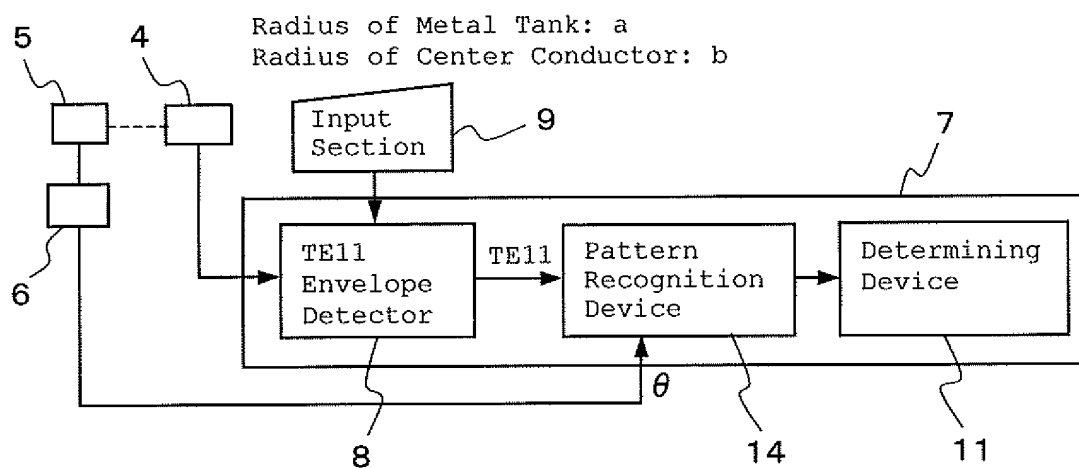 Radius of Metal Tank: a
Radius of Center Conductor: b
5
4
Input
Section
9
7
6
TE11
Envelope
Detector
TE11
Pattern
Recognition
Device
Determining
Device
θ
8
14
11